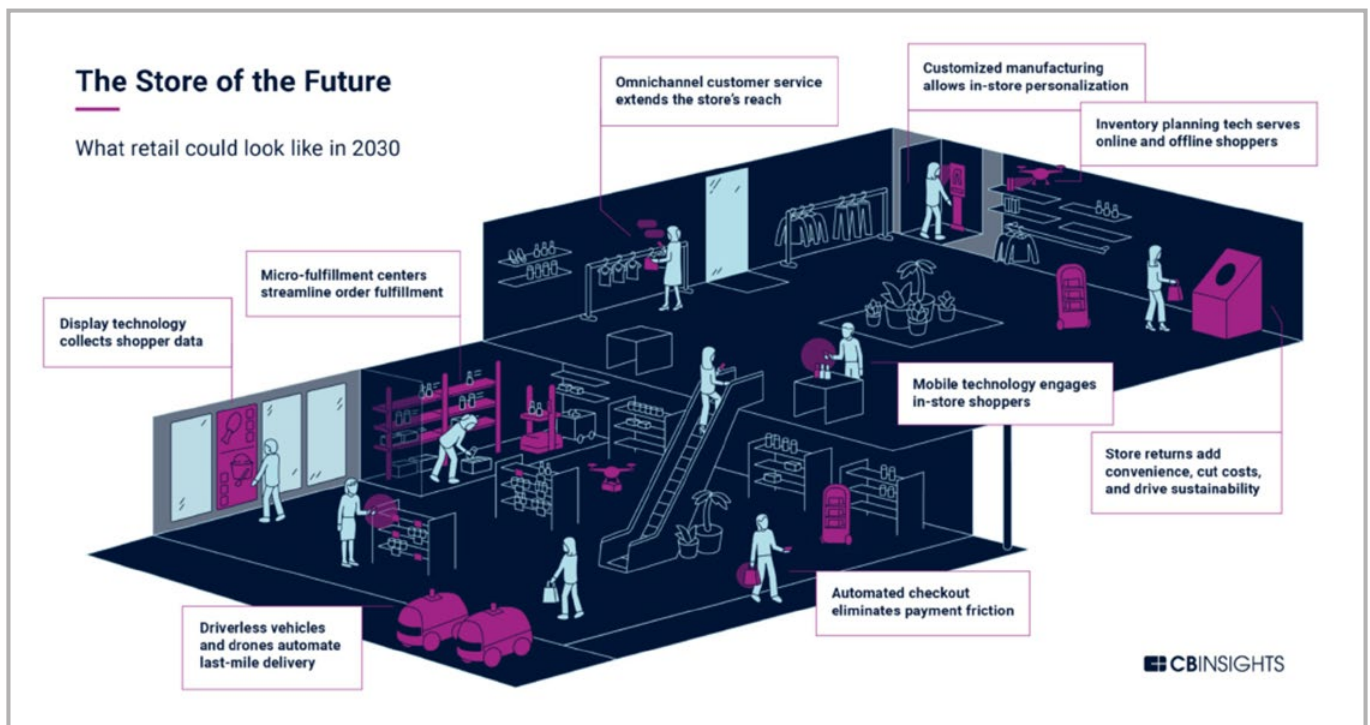 The Store of the Future
What retail could look like in 2030
Omnichannel customer service
extends the store's reach
Customized manufacturing
allows in-store personalization
Inventory planning tech serves
online and offline shoppers
Micro-fulfillment centers
streamline order fulfillment
Display technology
collects shopper data
Mobile technology engages
in-store shoppers
Store returns add
convenience, cut costs,
and drive sustainability
Automated checkout
eliminates payment friction
Driverless vehicles
and drones automate
last-mile delivery
CBINSIGHTS